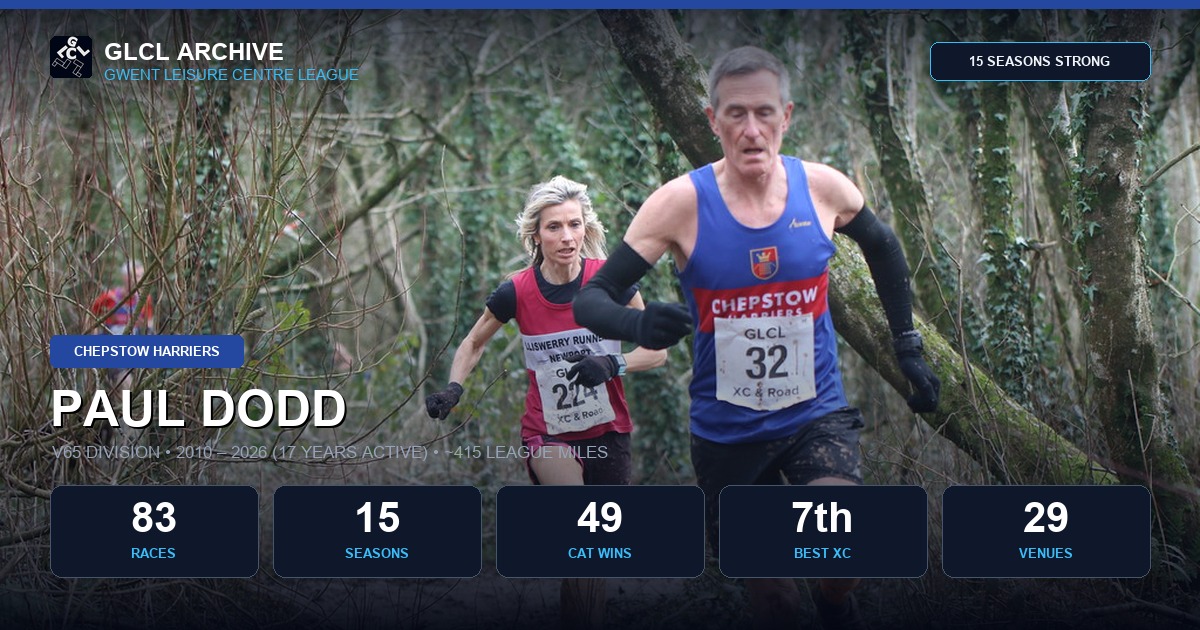 GLCL ARCHIVE
GWENT LEISURE CENTRE LEAGUE
15 SEASONS STRONG
CHEPSTOW
HARRIERS
GLCL
32
XC & Road
NEWPORT
224
XC & Road
CHEPSTOW HARRIERS
PAUL DODD
V65 DIVISION • 2010 – 2026 (17 YEARS ACTIVE) • ~415 LEAGUE MILES
83
RACES
15
SEASONS
49
CAT WINS
7th
BEST XC
29
VENUES